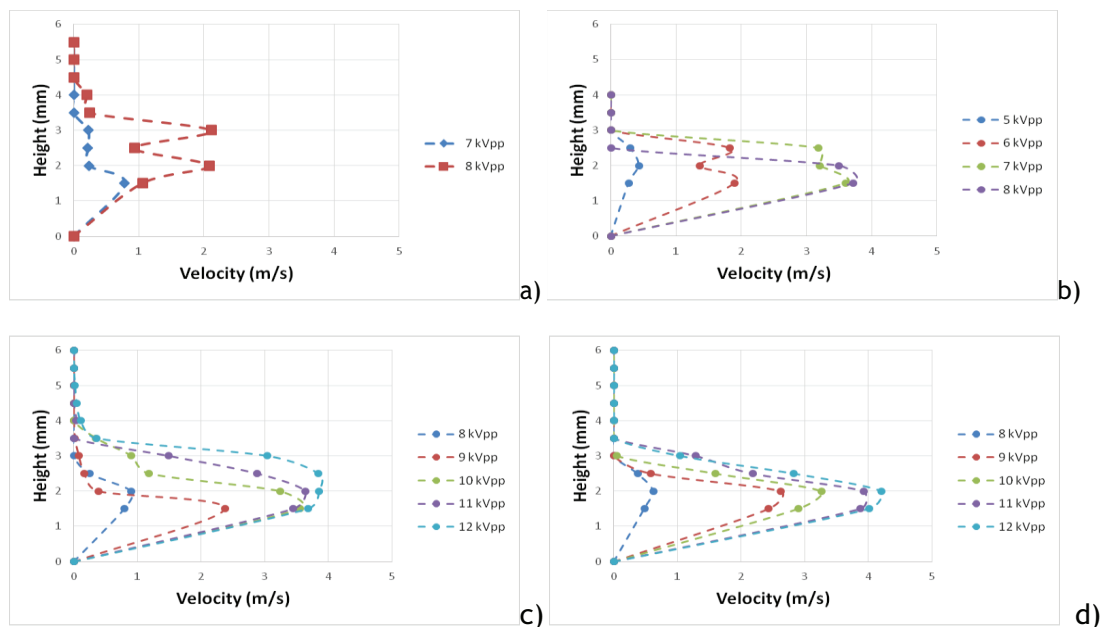 6
5
4
3
2
1
0
Height (mm)
0 1 2 3 4 5
Velocity (m/s)
7 kVpp
8 kVpp
a)
6
5
4
3
2
1
0
Height (mm)
0 1 2 3 4 5
Velocity (m/s)
5 kVpp
6 kVpp
7 kVpp
8 kVpp
b)
6
5
4
3
2
1
0
Height (mm)
0 1 2 3 4 5
Velocity (m/s)
8 kVpp
9 kVpp
10 kVpp
11 kVpp
12 kVpp
c)
6
5
4
3
2
1
0
Height (mm)
0 1 2 3 4 5
Velocity (m/s)
8 kVpp
9 kVpp
10 kVpp
11 kVpp
12 kVpp
d)